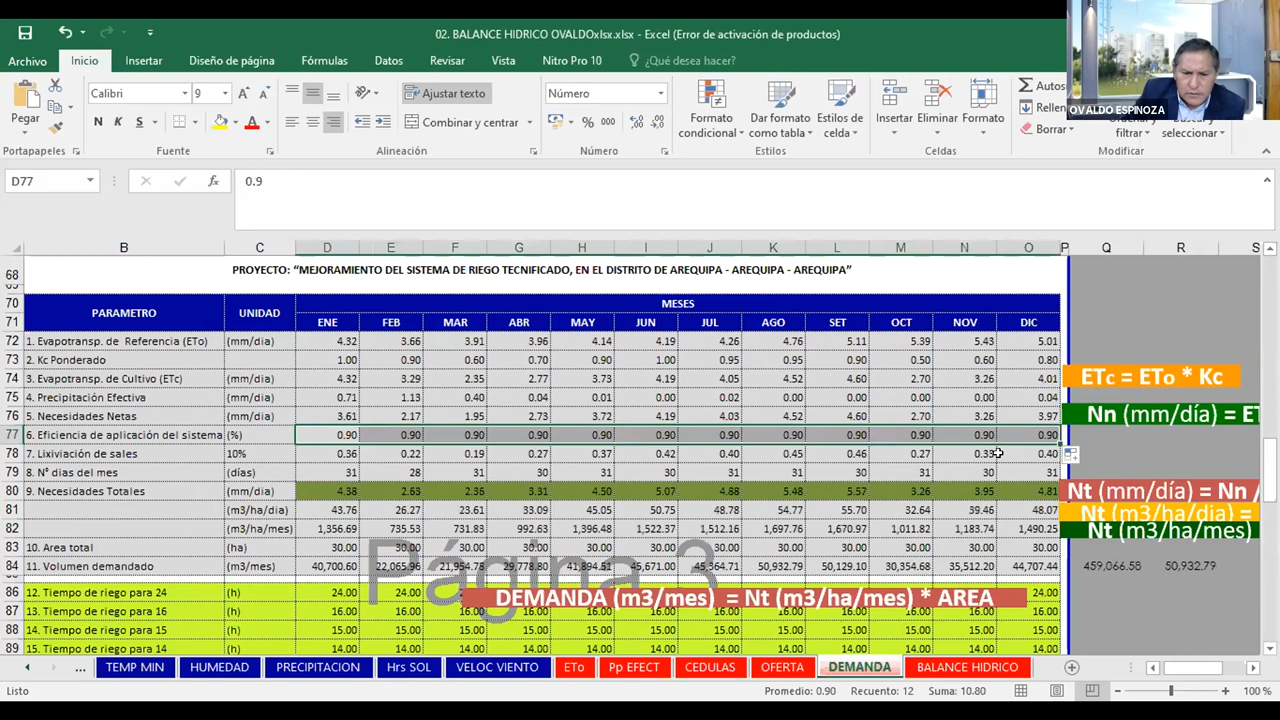 02. BALANCE HIDRICO OVALDOxlsx.xlsx - Excel (Error de activación de productos)
Archivo Inicio Insertar Diseño de página Fórmulas Datos Revisar Vista Nitro Pro 10 ¿Qué desea hacer?
OVALDO ESPINOZA
Pegar
Calibri 9
N K S
Ajustar texto
Combinar y centrar
Número
% 000
Formato condicional
Dar formato como tabla
Estilos de celda
Insertar Eliminar Formato
Autos
Rellen
Borrar
filtrar
seleccionar
Portapapeles Fuente Alineación Número Estilos Celdas Modificar
D77 fx 0.9
B C D E F G H I J K L M N O P Q R S
68 PROYECTO: “MEJORAMIENTO DEL SISTEMA DE RIEGO TECNIFICADO, EN EL DISTRITO DE AREQUIPA - AREQUIPA - AREQUIPA”
70 PARAMETRO UNIDAD MESES
71 ENE FEB MAR ABR MAY JUN JUL AGO SET OCT NOV DIC
72 1. Evapotransp. de Referencia (ETo) (mm/dia) 4.32 3.66 3.91 3.96 4.14 4.19 4.26 4.76 5.11 5.39 5.43 5.01
73 2. Kc Ponderado 1.00 0.90 0.60 0.70 0.90 1.00 0.95 0.95 0.90 0.50 0.60 0.80
74 3. Evapotransp. de Cultivo (ETc) (mm/dia) 4.32 3.29 2.35 2.77 3.73 4.19 4.05 4.52 4.60 2.70 3.26 4.01
ETc = ETo * Kc
75 4. Precipitación Efectiva (mm/dia) 0.71 1.13 0.40 0.04 0.01 0.00 0.02 0.00 0.00 0.00 0.00 0.04
76 5. Necesidades Netas (mm/dia) 3.61 2.17 1.95 2.73 3.72 4.19 4.03 4.52 4.60 2.70 3.26 3.97
Nn (mm/día) = ET
77 6. Eficiencia de aplicación del sistema (%) 0.90 0.90 0.90 0.90 0.90 0.90 0.90 0.90 0.90 0.90 0.90 0.90
78 7. Lixiviación de sales 10% 0.36 0.22 0.19 0.27 0.37 0.42 0.40 0.45 0.46 0.27 0.33 0.40
79 8. N° dias del mes (días) 31 28 31 30 31 30 31 31 30 31 30 31
80 9. Necesidades Totales (mm/dia) 4.38 2.63 2.36 3.31 4.50 5.07 4.88 5.48 5.57 3.26 3.95 4.81
Nt (mm/día) = Nn /
81 (m3/ha/dia) 43.76 26.27 23.61 33.09 45.05 50.75 48.78 54.77 55.70 32.64 39.46 48.07
Nt (m3/ha/dia) =
82 (m3/ha/mes) 1,356.69 735.53 731.83 992.63 1,396.48 1,522.37 1,512.16 1,697.76 1,670.97 1,011.82 1,183.74 1,490.25
Nt (m3/ha/mes)
83 10. Area total (ha) 30.00 30.00 30.00 30.00 30.00 30.00 30.00 30.00 30.00 30.00 30.00 30.00
84 11. Volumen demandado (m3/mes) 40,700.60 22,065.96 21,954.78 29,778.80 41,894.51 45,671.00 45,364.71 50,932.79 50,129.10 30,354.68 35,512.20 44,707.44 459,066.58 50,932.79
Página 3
86 12. Tiempo de riego para 24 (h) 24.00 24.00 24.00
DEMANDA (m3/mes) = Nt (m3/ha/mes) * AREA
87 13. Tiempo de riego para 16 (h) 16.00 16.00 16.00 16.00 16.00 16.00 16.00 16.00 16.00 16.00 16.00 16.00
88 14. Tiempo de riego para 15 (h) 15.00 15.00 15.00 15.00 15.00 15.00 15.00 15.00 15.00 15.00 15.00 15.00
89 15. Tiempo de riego para 14 (h) 14.00 14.00 14.00 14.00 14.00 14.00 14.00 14.00 14.00 14.00 14.00 14.00
... TEMP MIN HUMEDAD PRECIPITACION Hrs SOL VELOC VIENTO ETo Pp EFECT CEDULAS OFERTA DEMANDA BALANCE HIDRICO
Listo Promedio: 0.90 Recuento: 12 Suma: 10.80 100 %